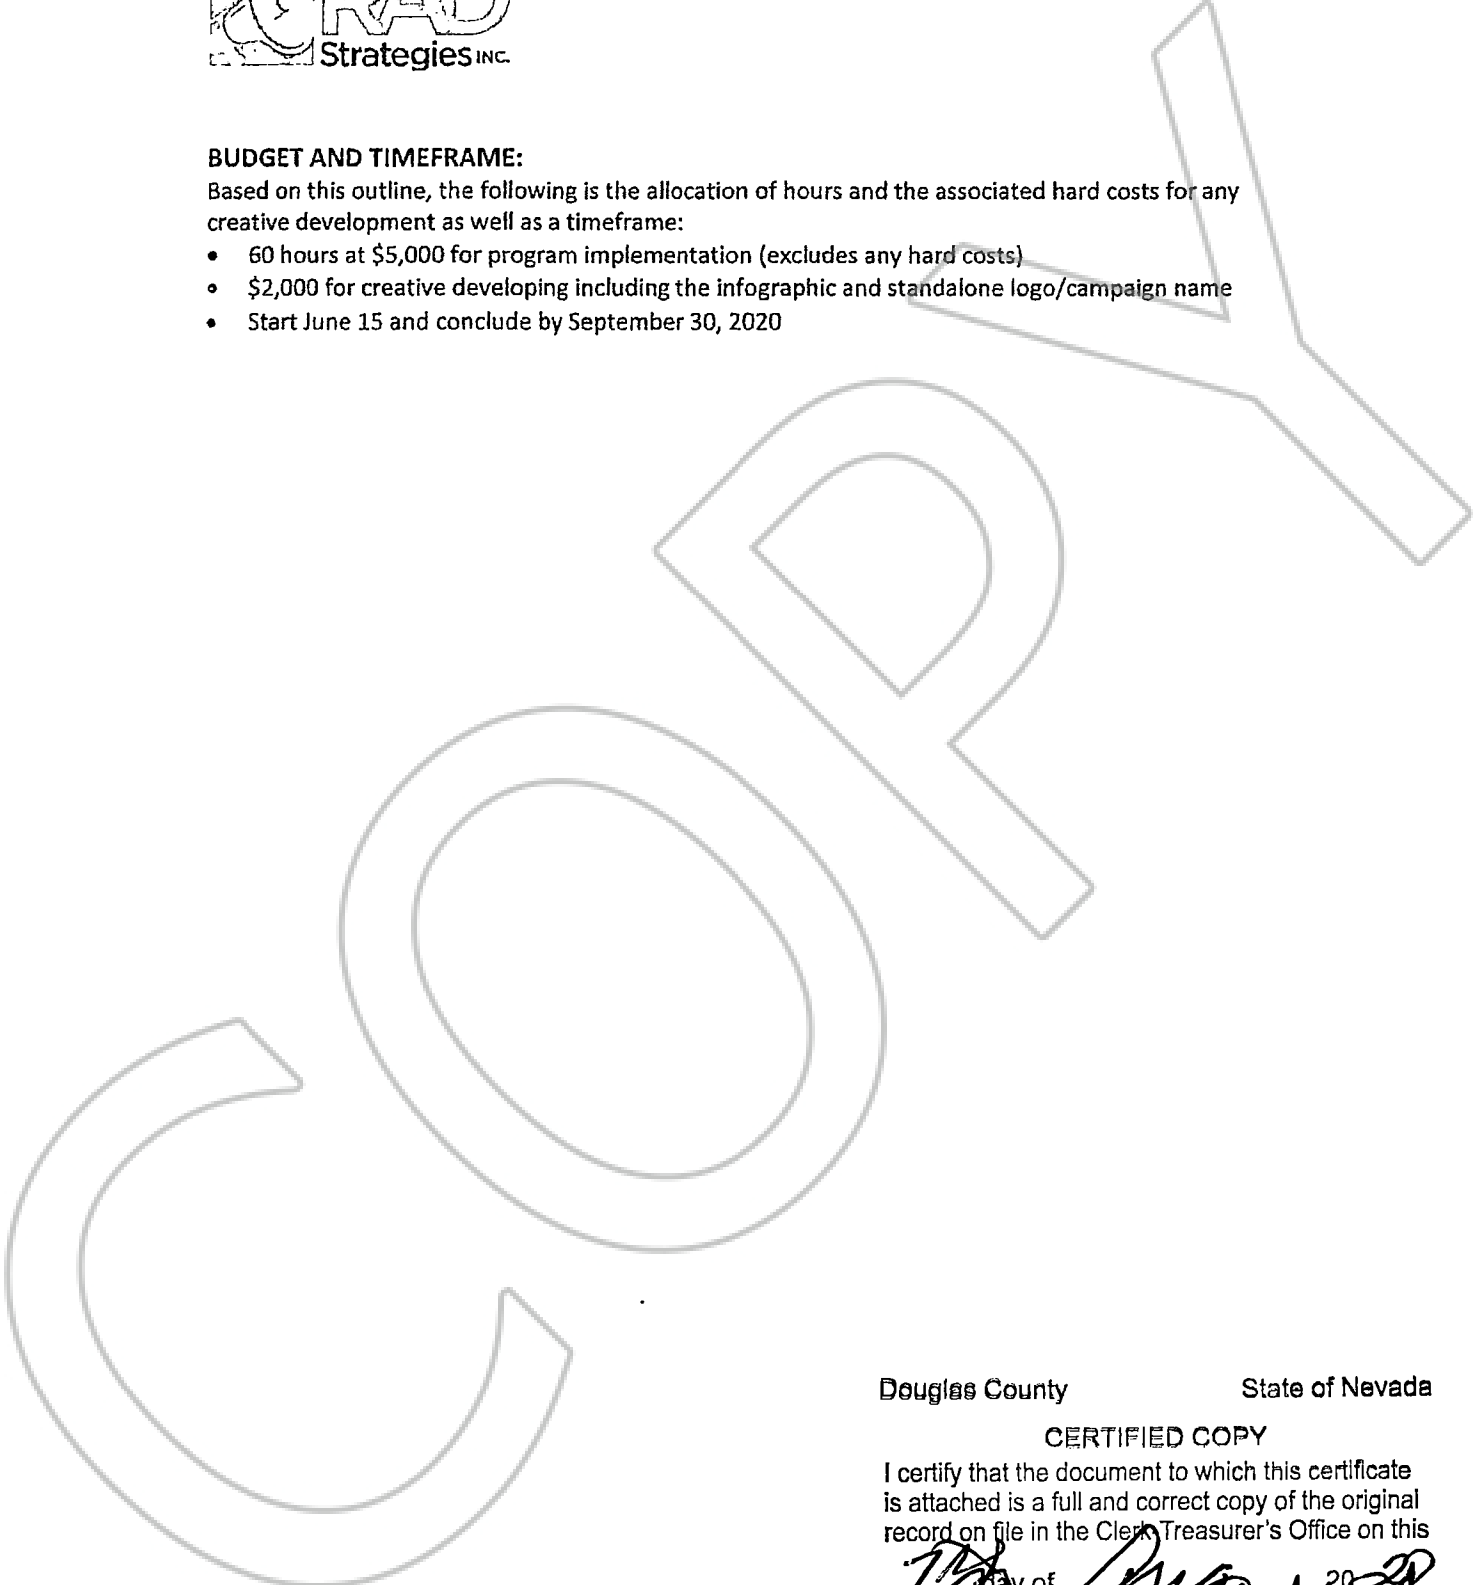 RAD
Strategies INC.
BUDGET AND TIMEFRAME:
Based on this outline, the following is the allocation of hours and the associated hard costs for any
creative development as well as a timeframe:
• 60 hours at $5,000 for program implementation (excludes any hard costs)
• $2,000 for creative developing including the infographic and standalone logo/campaign name
• Start June 15 and conclude by September 30, 2020
COPY
Douglas County State of Nevada
CERTIFIED COPY
I certify that the document to which this certificate
is attached is a full and correct copy of the original
record on file in the Clerk Treasurer's Office on this
day of 2020